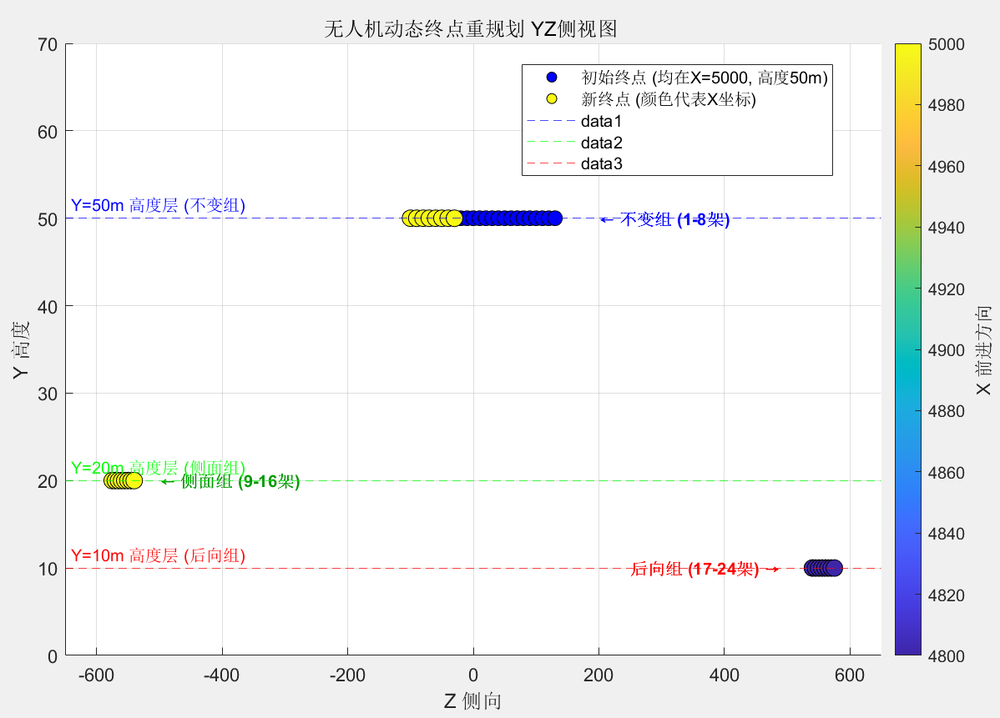 无人机动态终点重规划 YZ侧视图
初始终点 (均在X=5000, 高度50m)
新终点 (颜色代表X坐标)
data1
data2
data3
Y=50m 高度层 (不变组)
← 不变组 (1-8架)
Y=20m 高度层 (侧面组)
← 侧面组 (9-16架)
Y=10m 高度层 (后向组)
后向组 (17-24架) →
Y 高度
70
60
50
40
30
20
10
0
-600
-400
-200
0
200
400
600
Z 侧向
5000
4980
4960
4940
4920
4900
4880
4860
4840
4820
4800
X 前进方向